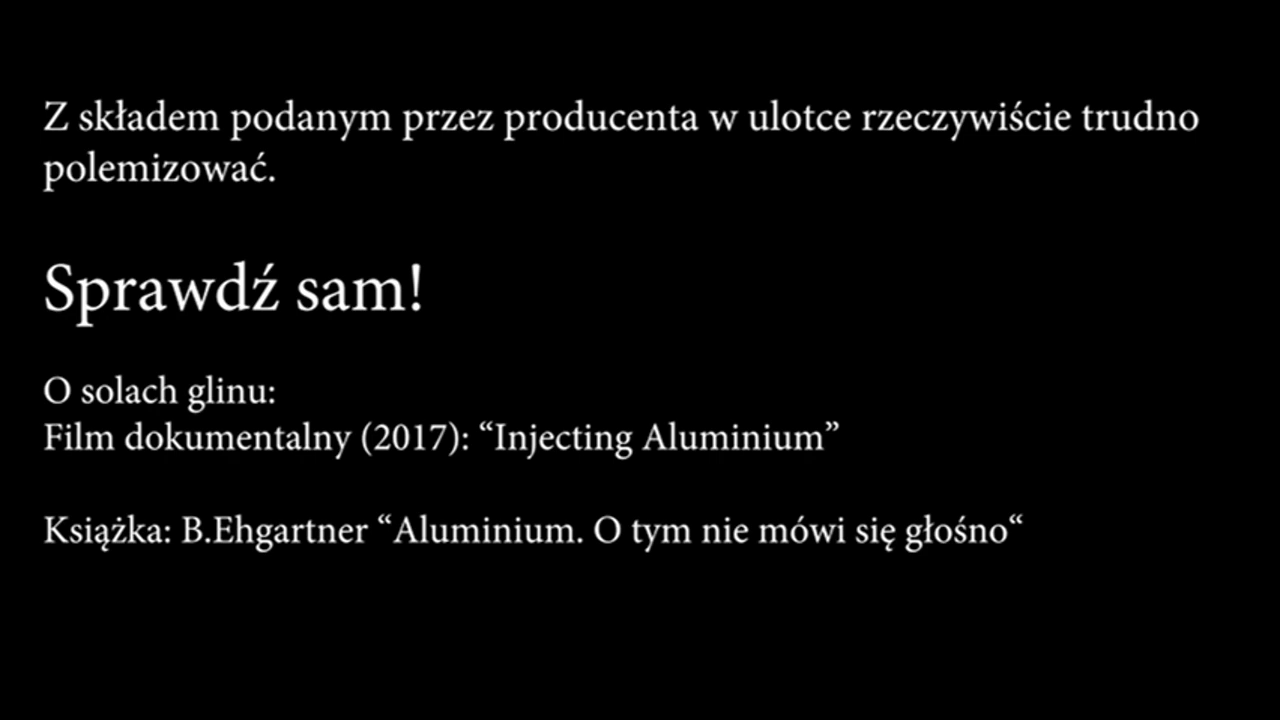 Z składem podanym przez producenta w ulotce rzeczywiście trudno
polemizować.
Sprawdź sam!
O solach glinu:
Film dokumentalny (2017): “Injecting Aluminium”
Książka: B.Ehgartner “Aluminium. O tym nie mówi się głośno“